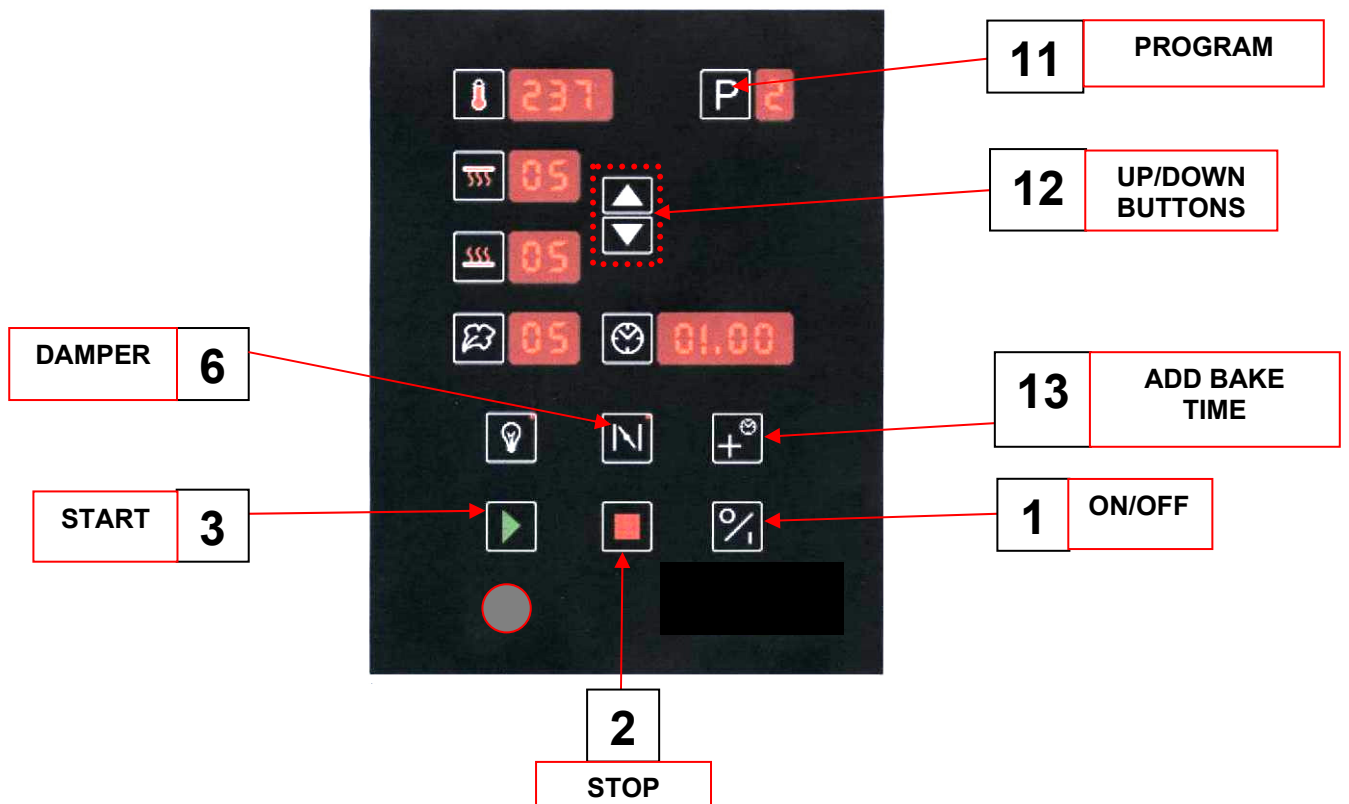 11 PROGRAM
237 P 2
05
12 UP/DOWN
BUTTONS
05
05 01.00
DAMPER 6
13 ADD BAKE
TIME
START 3
1 ON/OFF
2
STOP